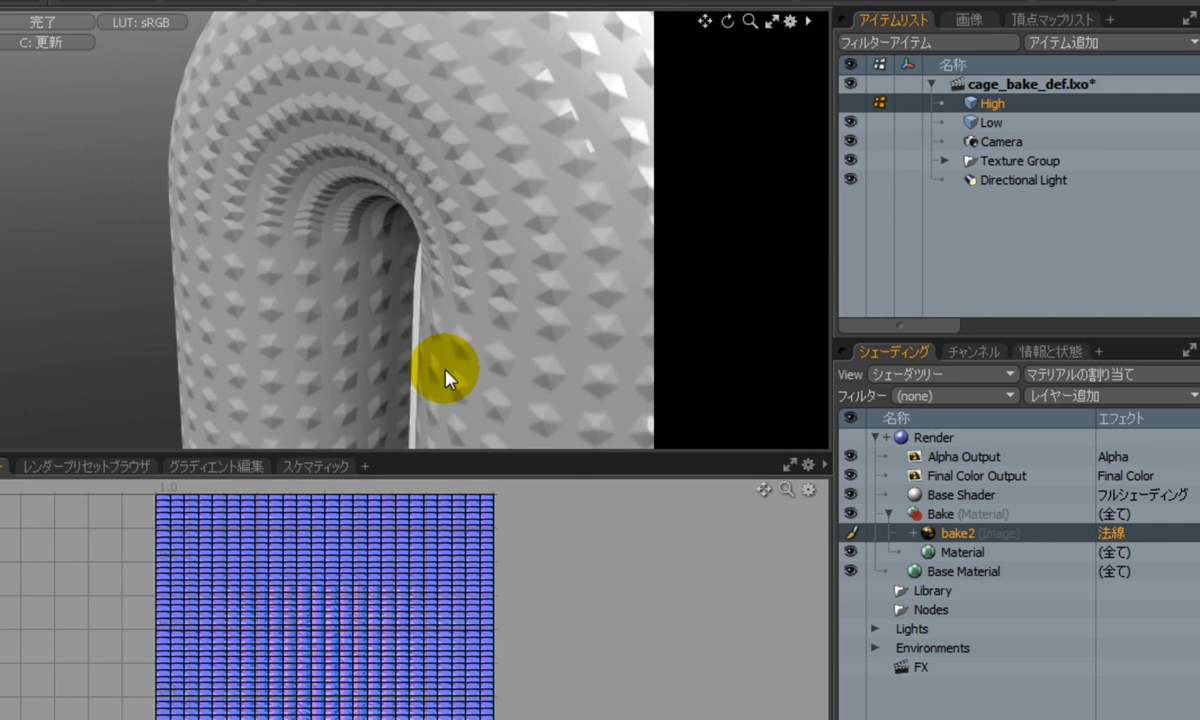 完了
LUT: sRGB
C: 更新
アイテムリスト 画像 頂点マップリスト +
フィルターアイテム アイテム追加
名称
cage_bake_def.lxo*
High
Low
Camera
Texture Group
Directional Light
シェーディング チャンネル 情報と状態 +
View シェーダツリー マテリアルの割り当て
フィルター (none) レイヤー追加
名称 エフェクト
Render
Alpha Output Alpha
Final Color Output Final Color
Base Shader フルシェーディング
Bake (Material) (全て)
bake2 (Image) 法線
Material (全て)
Base Material (全て)
Library
Nodes
Lights
Environments
FX
レンダープリセットブラウザ グラディエント編集 スケマティック +
1.0